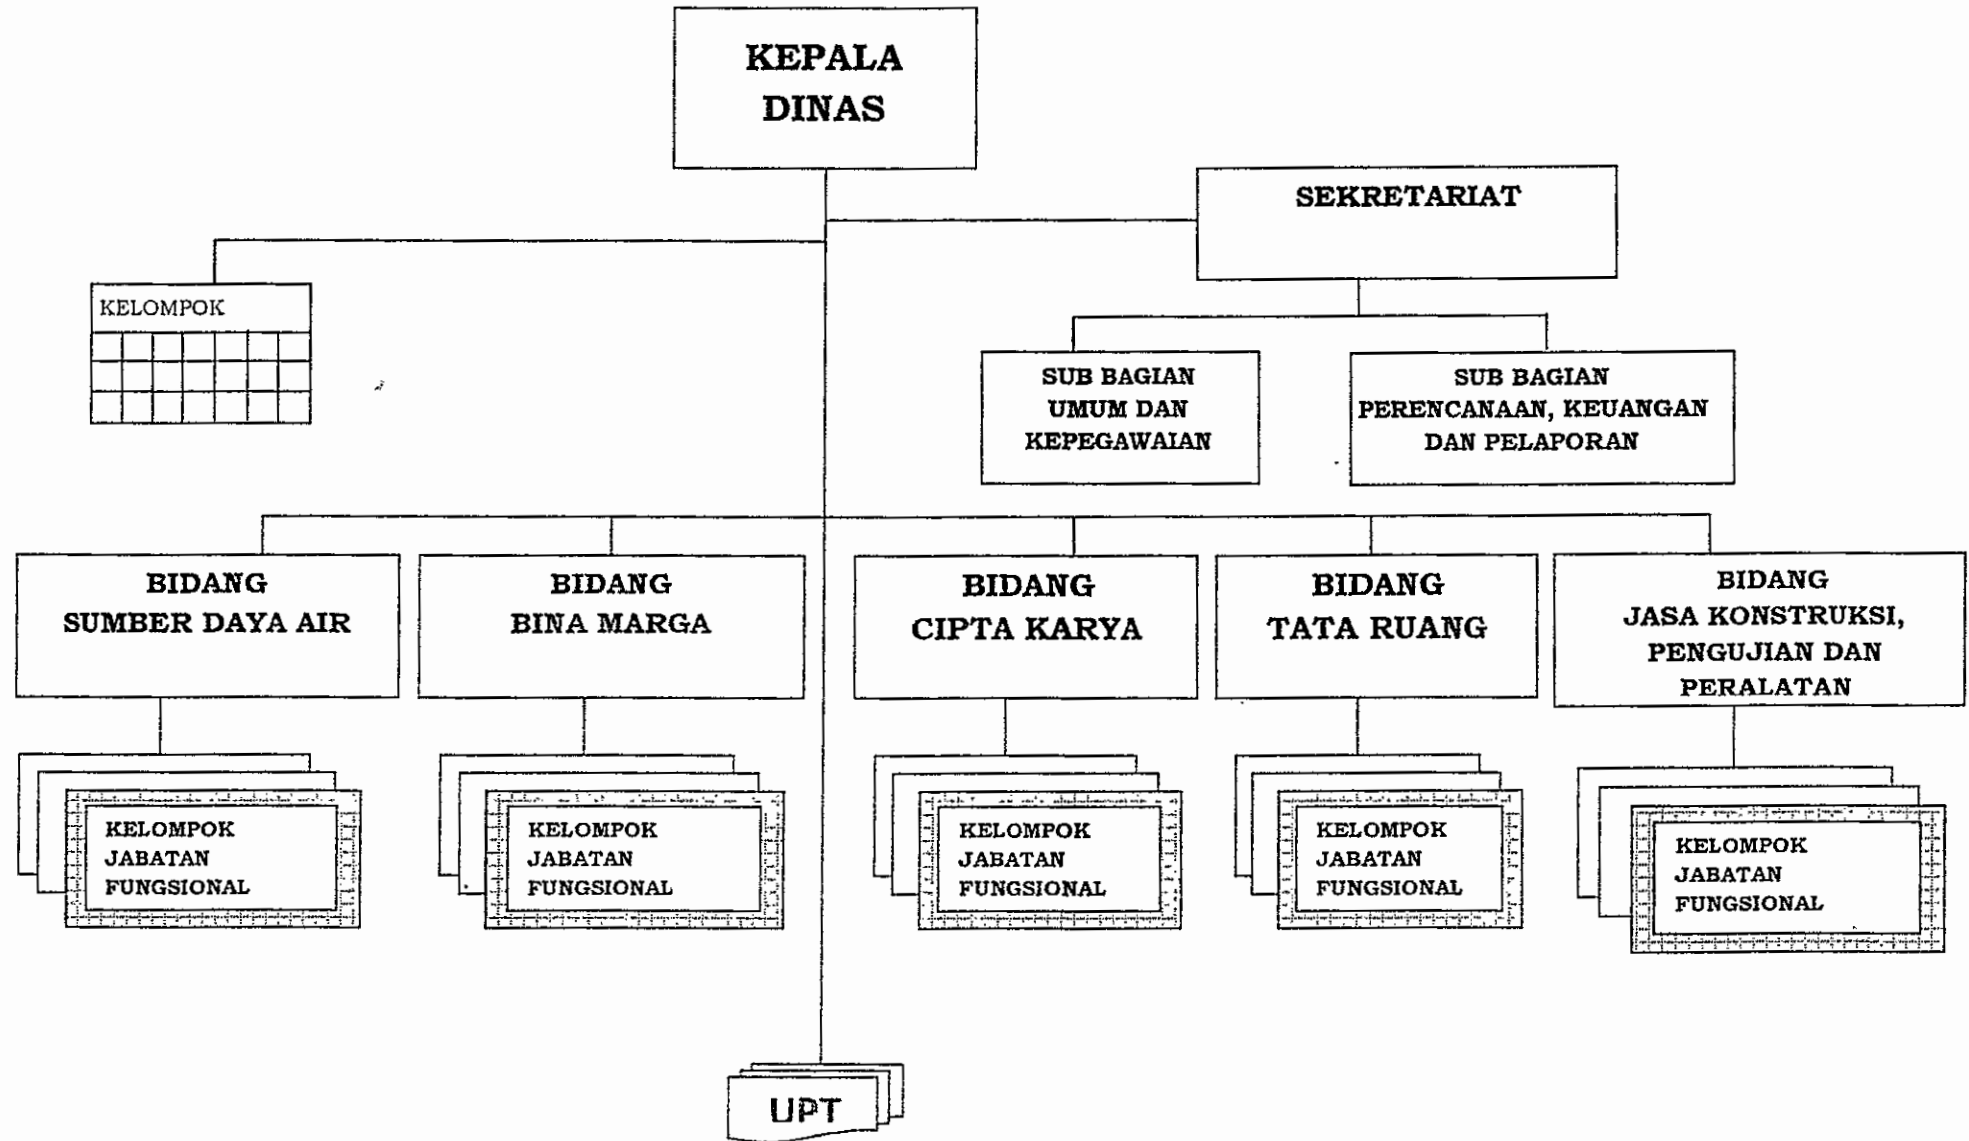 KEPALA
DINAS
SEKRETARIAT
KELOMPOK
SUB BAGIAN
UMUM DAN
KEPEGAWAIAN
SUB BAGIAN
PERENCANAAN, KEUANGAN
DAN PELAPORAN
BIDANG
SUMBER DAYA AIR
BIDANG
BINA MARGA
BIDANG
CIPTA KARYA
BIDANG
TATA RUANG
BIDANG
JASA KONSTRUKSI,
PENGUJIAN DAN
PERALATAN
KELOMPOK
JABATAN
FUNGSIONAL
KELOMPOK
JABATAN
FUNGSIONAL
KELOMPOK
JABATAN
FUNGSIONAL
KELOMPOK
JABATAN
FUNGSIONAL
KELOMPOK
JABATAN
FUNGSIONAL
UPT